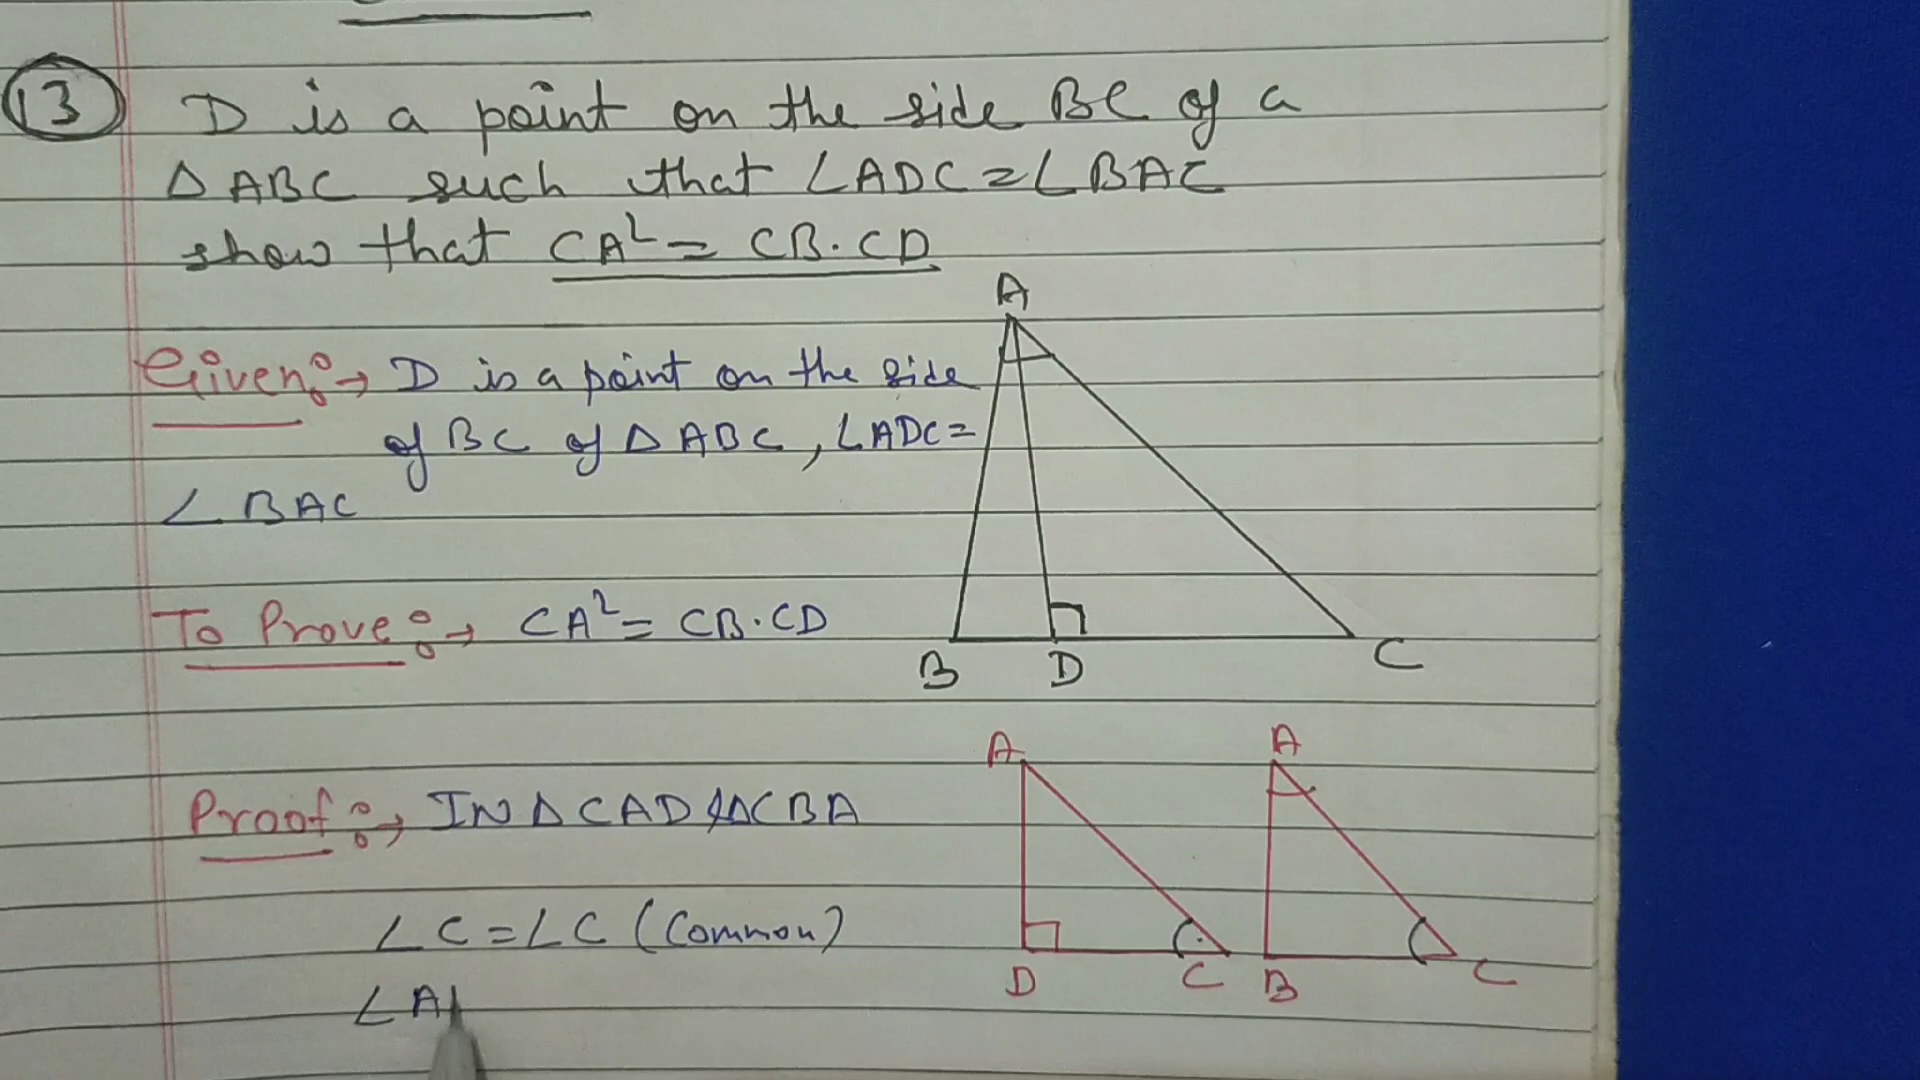 13 D is a point on the side BC of a
△ ABC such that ∠ADC = ∠BAC
show that CA² = CB·CD
A
Given:→ D is a point on the side
of BC of △ ABC, ∠ADC =
∠ BAC
To Prove:→ CA² = CB·CD
B D C
A A
Proof:→ IN △ CAD & △CBA
∠C = ∠C (Common)
D C B C
∠A